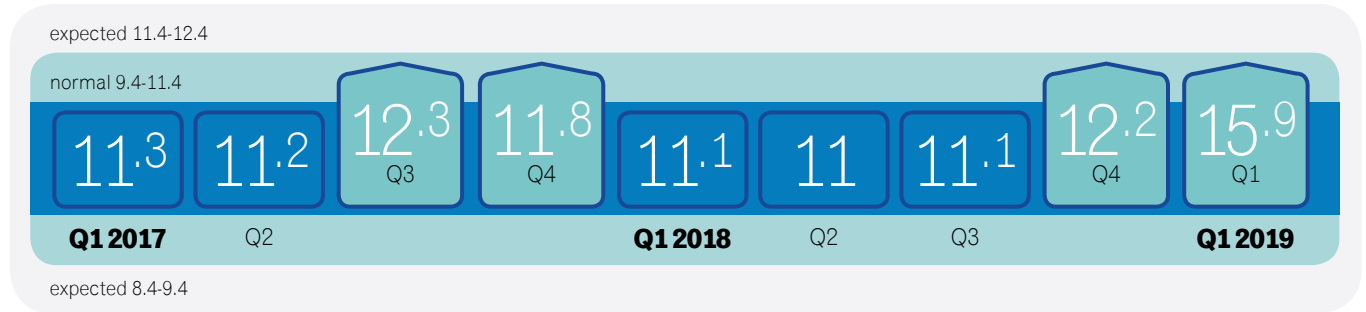 expected 11.4-12.4
normal 9.4-11.4
11.3
11.2
12.3
Q3
11.8
Q4
11.1
11
11.1
12.2
Q4
15.9
Q1
Q1 2017
Q2
Q1 2018
Q2
Q3
Q1 2019
expected 8.4-9.4